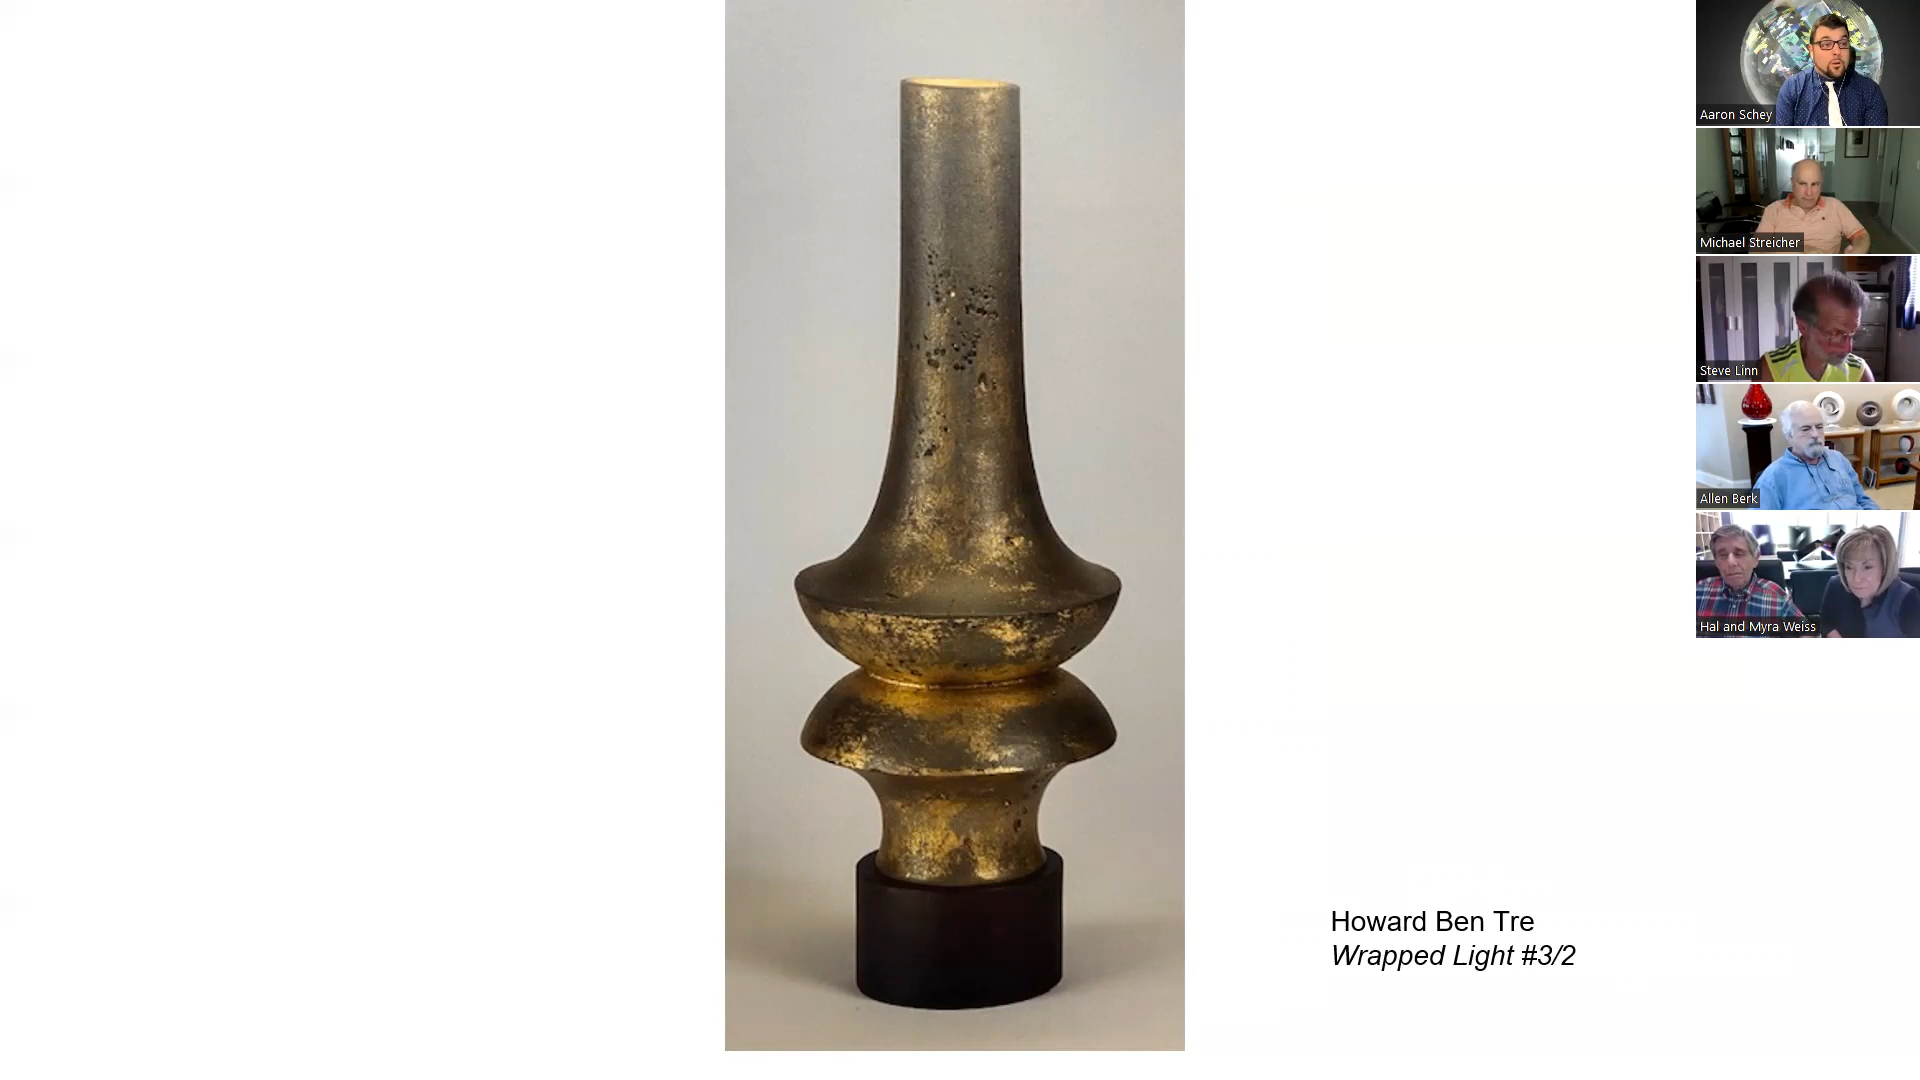 Aaron Schey
Michael Streicher
Steve Linn
Allen Berk
Hal and Myra Weiss
Howard Ben Tre
Wrapped Light #3/2